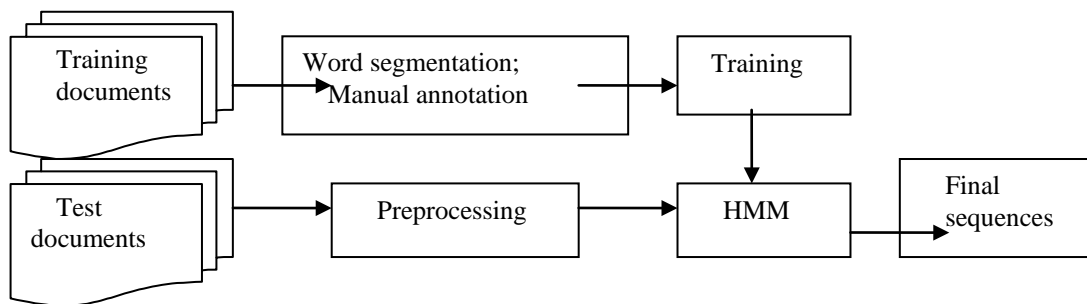 Training
documents
Word segmentation;
Manual annotation
Training
Test
documents
Preprocessing
HMM
Final
sequences